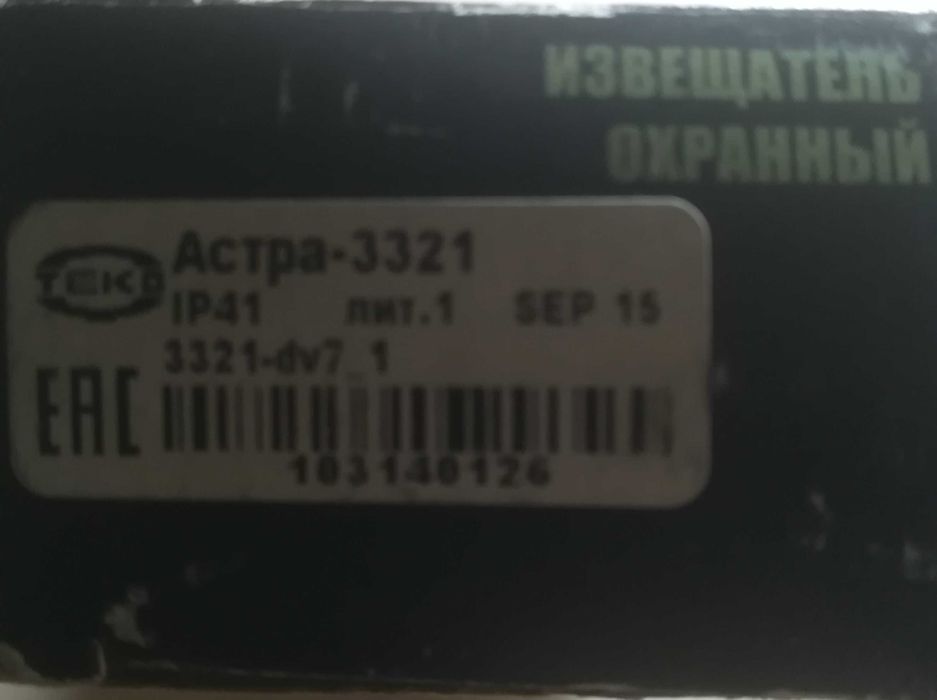 ИЗВЕЩАТЕЛЬ
ОХРАННЫЙ
ТЕКО
Астра-3321
IP41 лит.1 SEP 15
3321-dv7_1
EAC
103140126